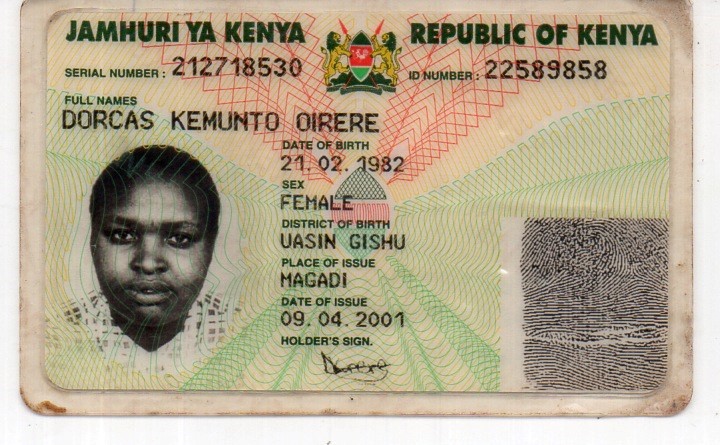 JAMHURI YA KENYA REPUBLIC OF KENYA
SERIAL NUMBER : 212718530 ID NUMBER : 22589858
FULL NAMES
DORCAS KEMUNTO OIRERE
DATE OF BIRTH
21. 02. 1982
SEX
FEMALE
DISTRICT OF BIRTH
UASIN GISHU
PLACE OF ISSUE
MAGADI
DATE OF ISSUE
09. 04. 2001
HOLDER'S SIGN.